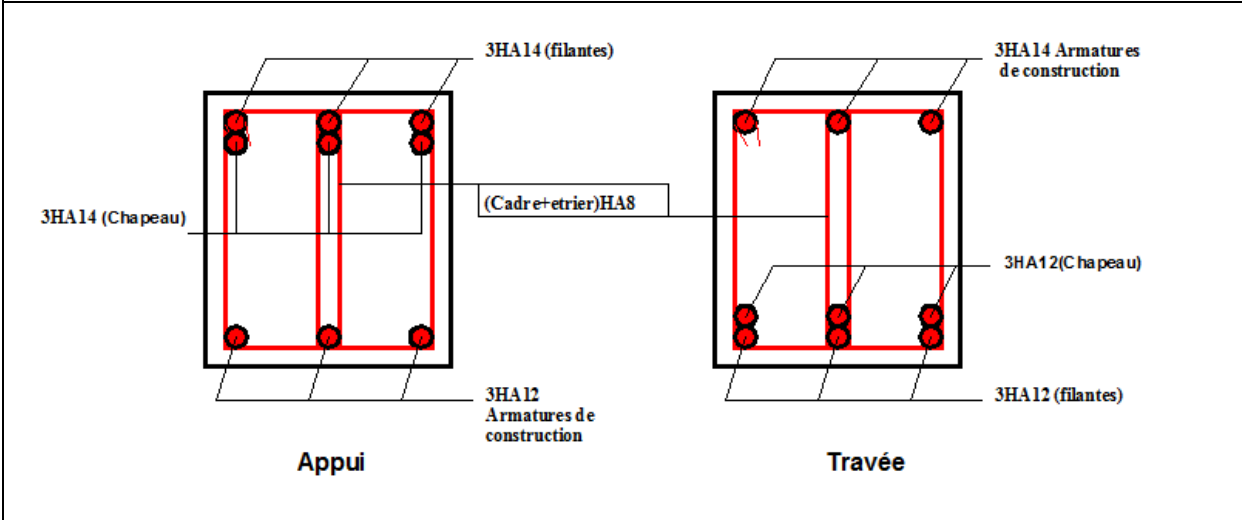 3HA14 (filantes)
3HA14 Armatures
de construction
(Cadre+etrier)HA8
3HA14 (Chapeau)
3HA12(Chapeau)
3HA12
Armatures de
construction
3HA12 (filantes)
Appui
Travée